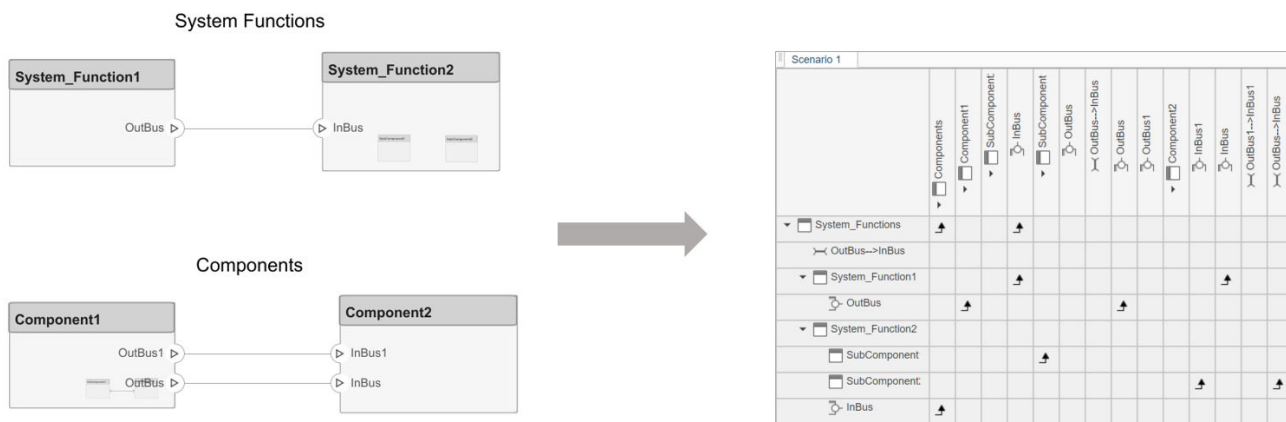 System Functions
System_Function1
OutBus
System_Function2
InBus
Components
Component1
OutBus1
OutBus
Component2
InBus1
InBus
Scenario 1
Components
Component1
SubComponent:
InBus
SubComponent
OutBus
OutBus-->InBus
OutBus
OutBus1
Component2
InBus1
InBus
OutBus1-->InBus1
OutBus-->InBus
System_Functions
OutBus-->InBus
System_Function1
OutBus
System_Function2
SubComponent
SubComponent:
InBus